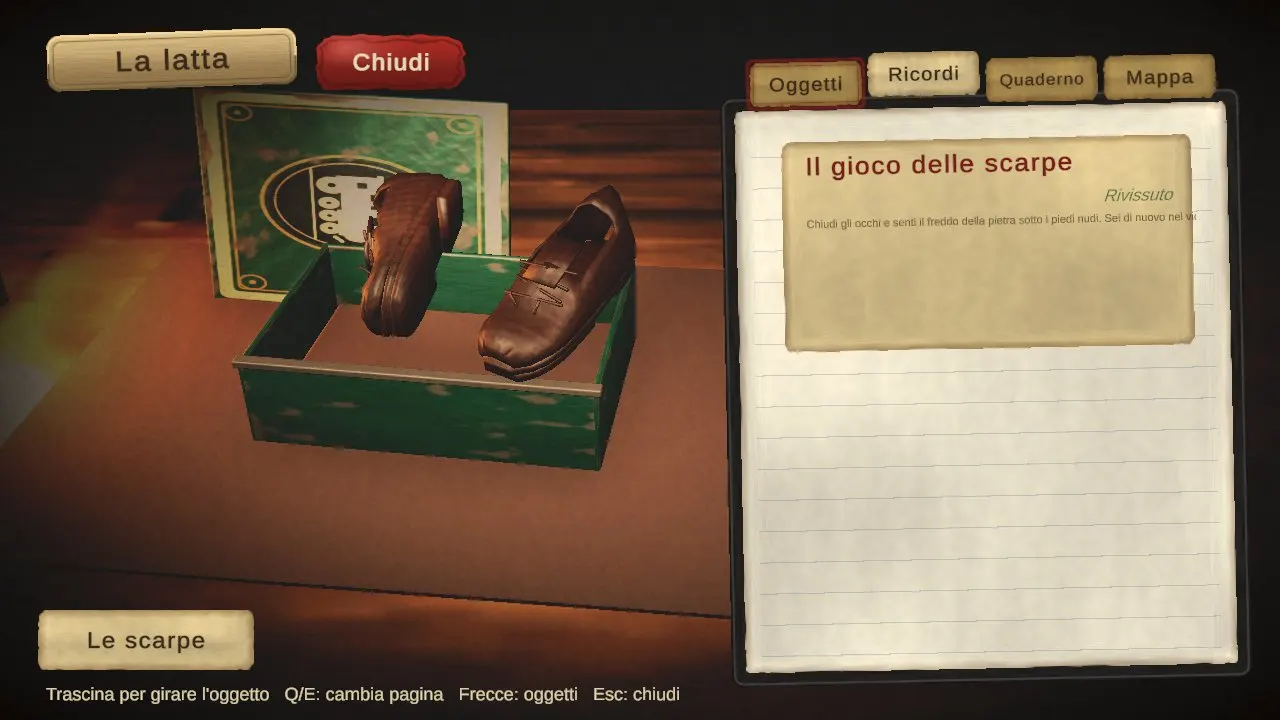 La latta
Chiudi
Oggetti
Ricordi
Quaderno
Mappa
Il gioco delle scarpe
Rivissuto
Chiudi gli occhi e senti il freddo della pietra sotto i piedi nudi. Sei di nuovo nel
Le scarpe
Trascina per girare l'oggetto Q/E: cambia pagina Frecce: oggetti Esc: chiudi